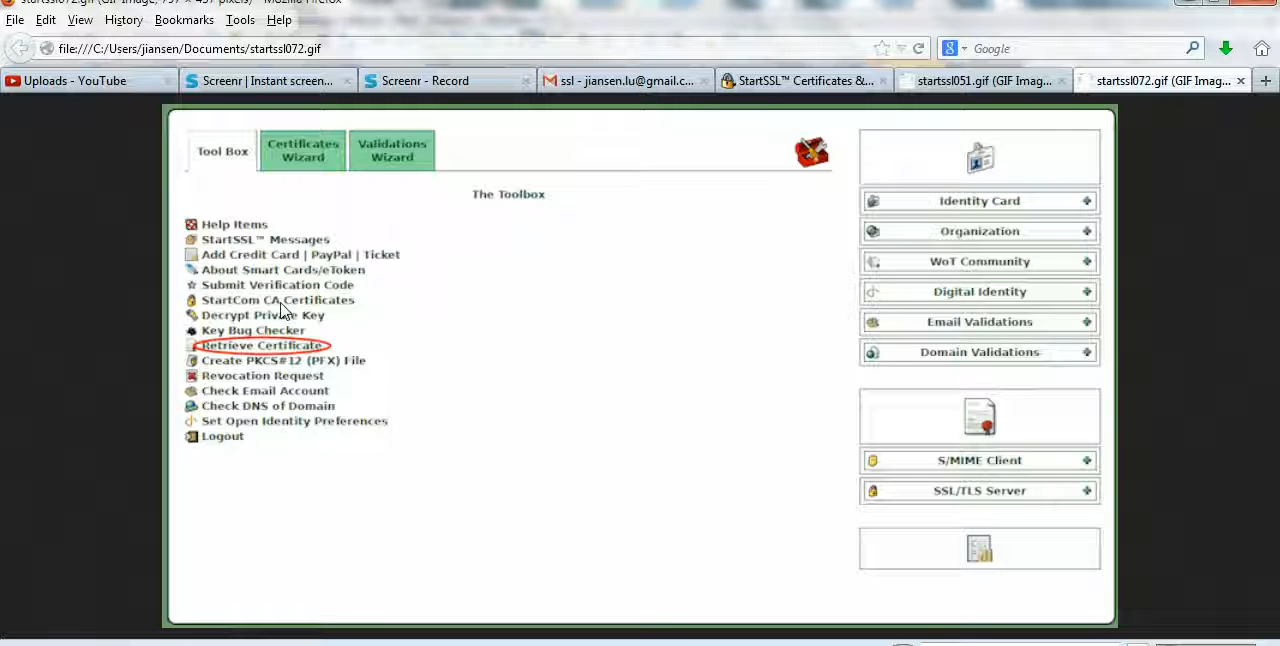 startssl072.gif (GIF Image, 797 × 437 pixels) - Mozilla Firefox
File Edit View History Bookmarks Tools Help
file:///C:/Users/jiansen/Documents/startssl072.gif
Google
Uploads - YouTube
Screenr | Instant screen...
Screenr - Record
ssl - jiansen.lu@gmail.c...
StartSSL™ Certificates &...
startssl051.gif (GIF Imag...
startssl072.gif (GIF Imag...
Tool Box
Certificates
Wizard
Validations
Wizard
The Toolbox
Help Items
StartSSL™ Messages
Add Credit Card | PayPal | Ticket
About Smart Cards/eToken
Submit Verification Code
StartCom CA Certificates
Decrypt Private Key
Key Bug Checker
Retrieve Certificate
Create PKCS#12 (PFX) File
Revocation Request
Check Email Account
Check DNS of Domain
Set Open Identity Preferences
Logout
Identity Card
Organization
WoT Community
Digital Identity
Email Validations
Domain Validations
S/MIME Client
SSL/TLS Server